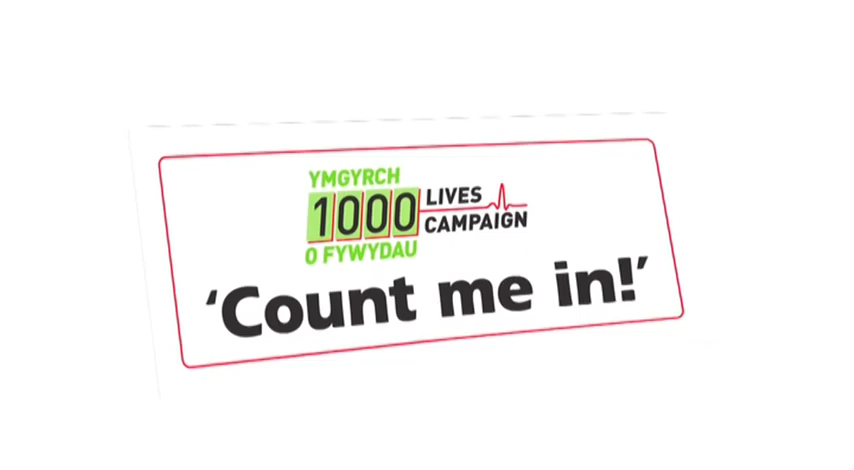 YMGYRCH
1000 LIVES
CAMPAIGN
O FYWYDAU
‘Count me in!’